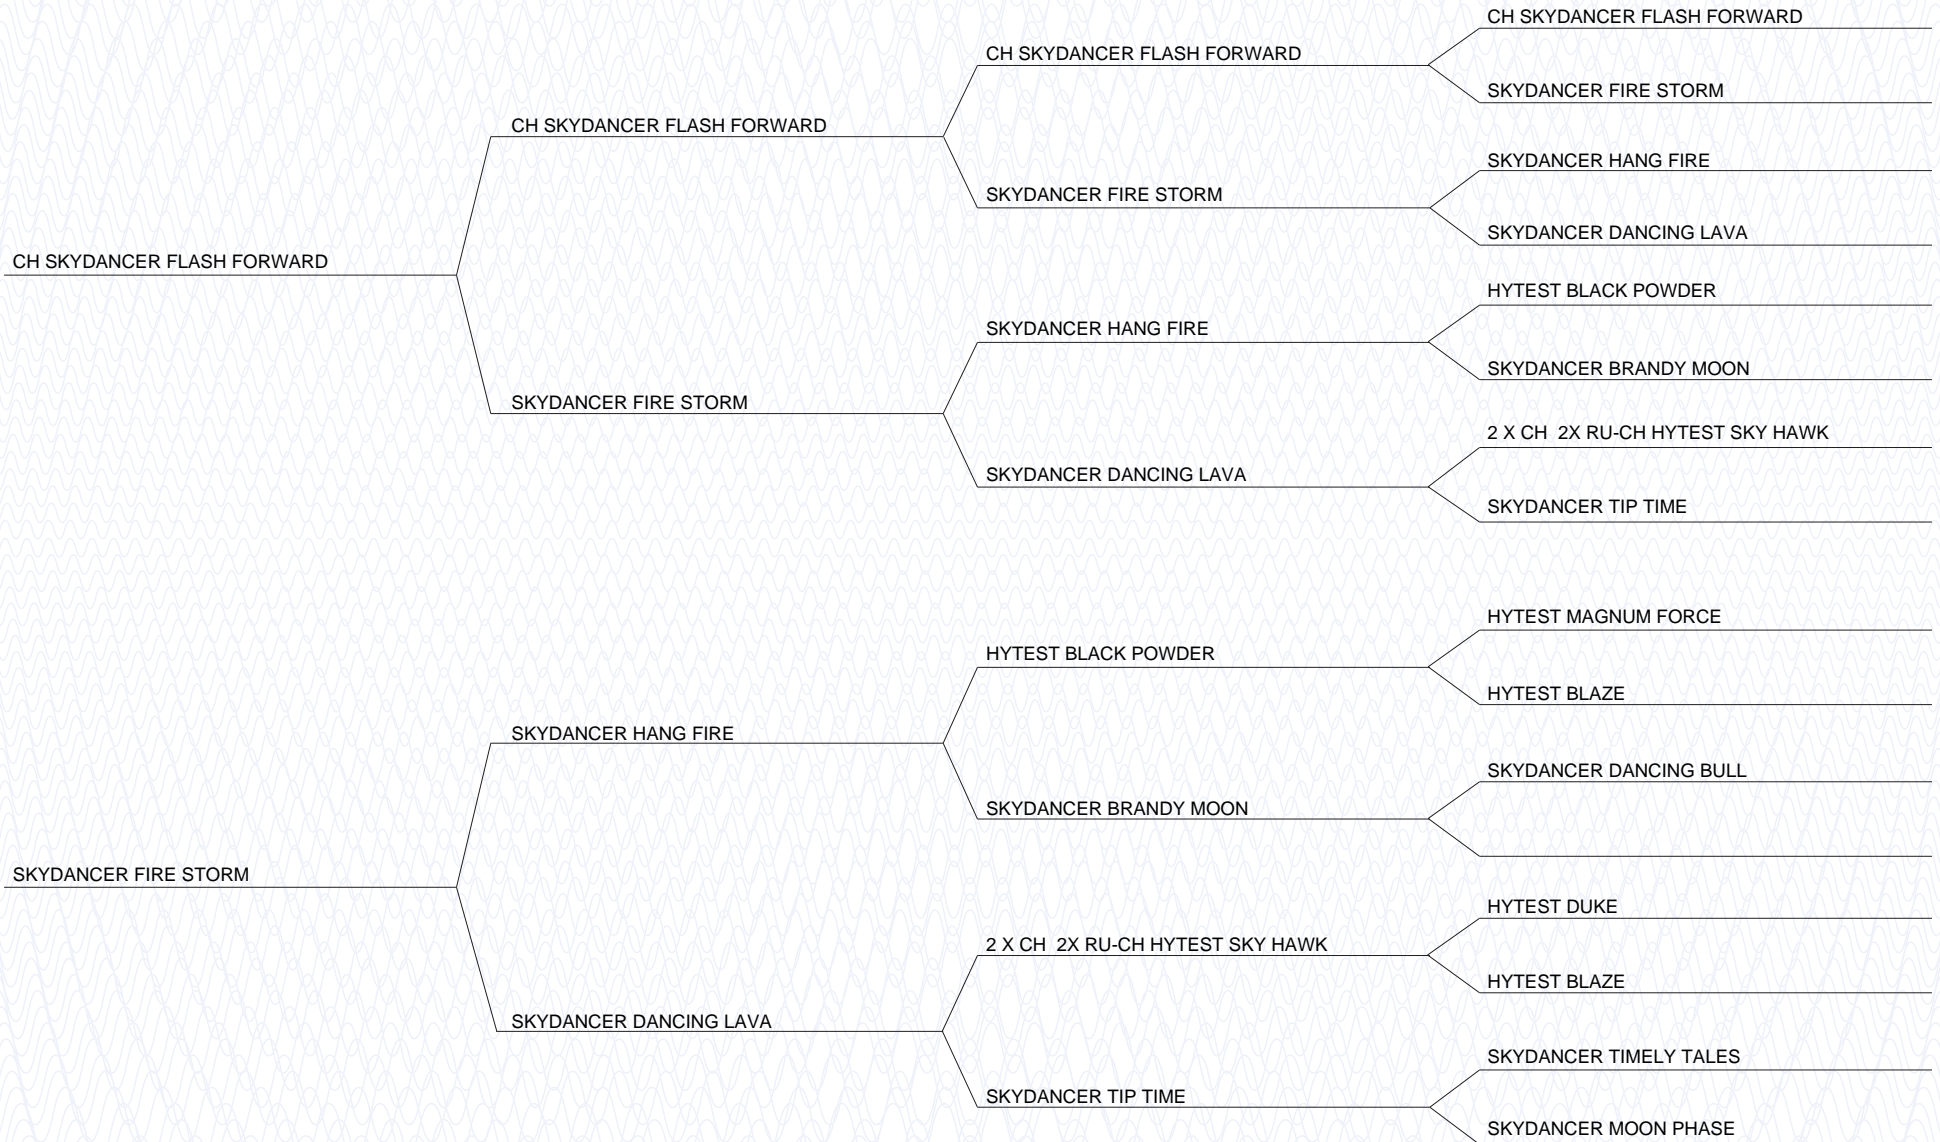 CH SKYDANCER FLASH FORWARD
CH SKYDANCER FLASH FORWARD
CH SKYDANCER FLASH FORWARD
SKYDANCER FIRE STORM
CH SKYDANCER FLASH FORWARD
SKYDANCER HANG FIRE
SKYDANCER FIRE STORM
SKYDANCER DANCING LAVA
CH SKYDANCER FLASH FORWARD
HYTEST BLACK POWDER
SKYDANCER HANG FIRE
SKYDANCER BRANDY MOON
SKYDANCER FIRE STORM
2 X CH  2X RU-CH HYTEST SKY HAWK
SKYDANCER DANCING LAVA
SKYDANCER TIP TIME
HYTEST MAGNUM FORCE
HYTEST BLACK POWDER
HYTEST BLAZE
SKYDANCER HANG FIRE
SKYDANCER DANCING BULL
SKYDANCER BRANDY MOON
SKYDANCER FIRE STORM
HYTEST DUKE
2 X CH  2X RU-CH HYTEST SKY HAWK
HYTEST BLAZE
SKYDANCER DANCING LAVA
SKYDANCER TIMELY TALES
SKYDANCER TIP TIME
SKYDANCER MOON PHASE